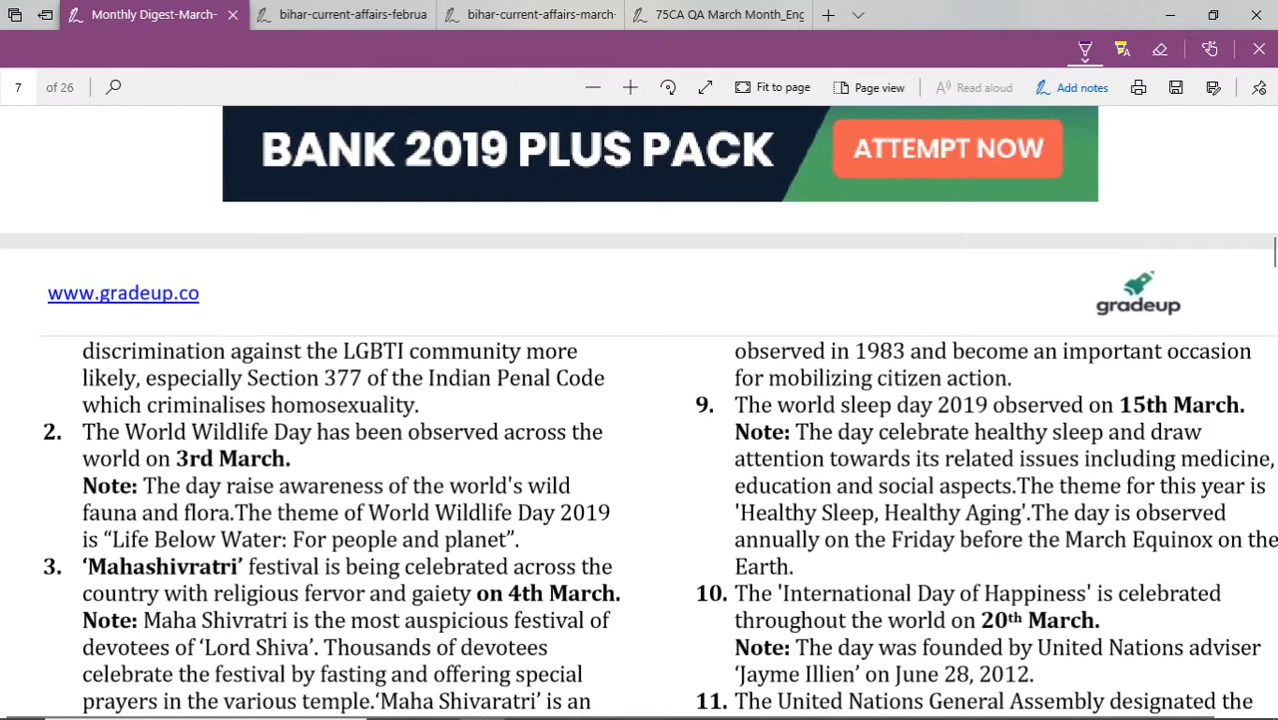 Monthly Digest-March-
bihar-current-affairs-februa
bihar-current-affairs-march-
75CA QA March Month_Eng
7 of 26
Fit to page
Page view
Read aloud
Add notes
BANK 2019 PLUS PACK
ATTEMPT NOW
www.gradeup.co
gradeup
discrimination against the LGBTI community more
likely, especially Section 377 of the Indian Penal Code
which criminalises homosexuality.
2. The World Wildlife Day has been observed across the
world on 3rd March.
Note: The day raise awareness of the world's wild
fauna and flora.The theme of World Wildlife Day 2019
is “Life Below Water: For people and planet”.
3. ‘Mahashivratri’ festival is being celebrated across the
country with religious fervor and gaiety on 4th March.
Note: Maha Shivratri is the most auspicious festival of
devotees of ‘Lord Shiva’. Thousands of devotees
celebrate the festival by fasting and offering special
prayers in the various temple.‘Maha Shivaratri’ is an
observed in 1983 and become an important occasion
for mobilizing citizen action.
9. The world sleep day 2019 observed on 15th March.
Note: The day celebrate healthy sleep and draw
attention towards its related issues including medicine,
education and social aspects.The theme for this year is
'Healthy Sleep, Healthy Aging'.The day is observed
annually on the Friday before the March Equinox on the
Earth.
10. The 'International Day of Happiness' is celebrated
throughout the world on 20th March.
Note: The day was founded by United Nations adviser
‘Jayme Illien’ on June 28, 2012.
11. The United Nations General Assembly designated the